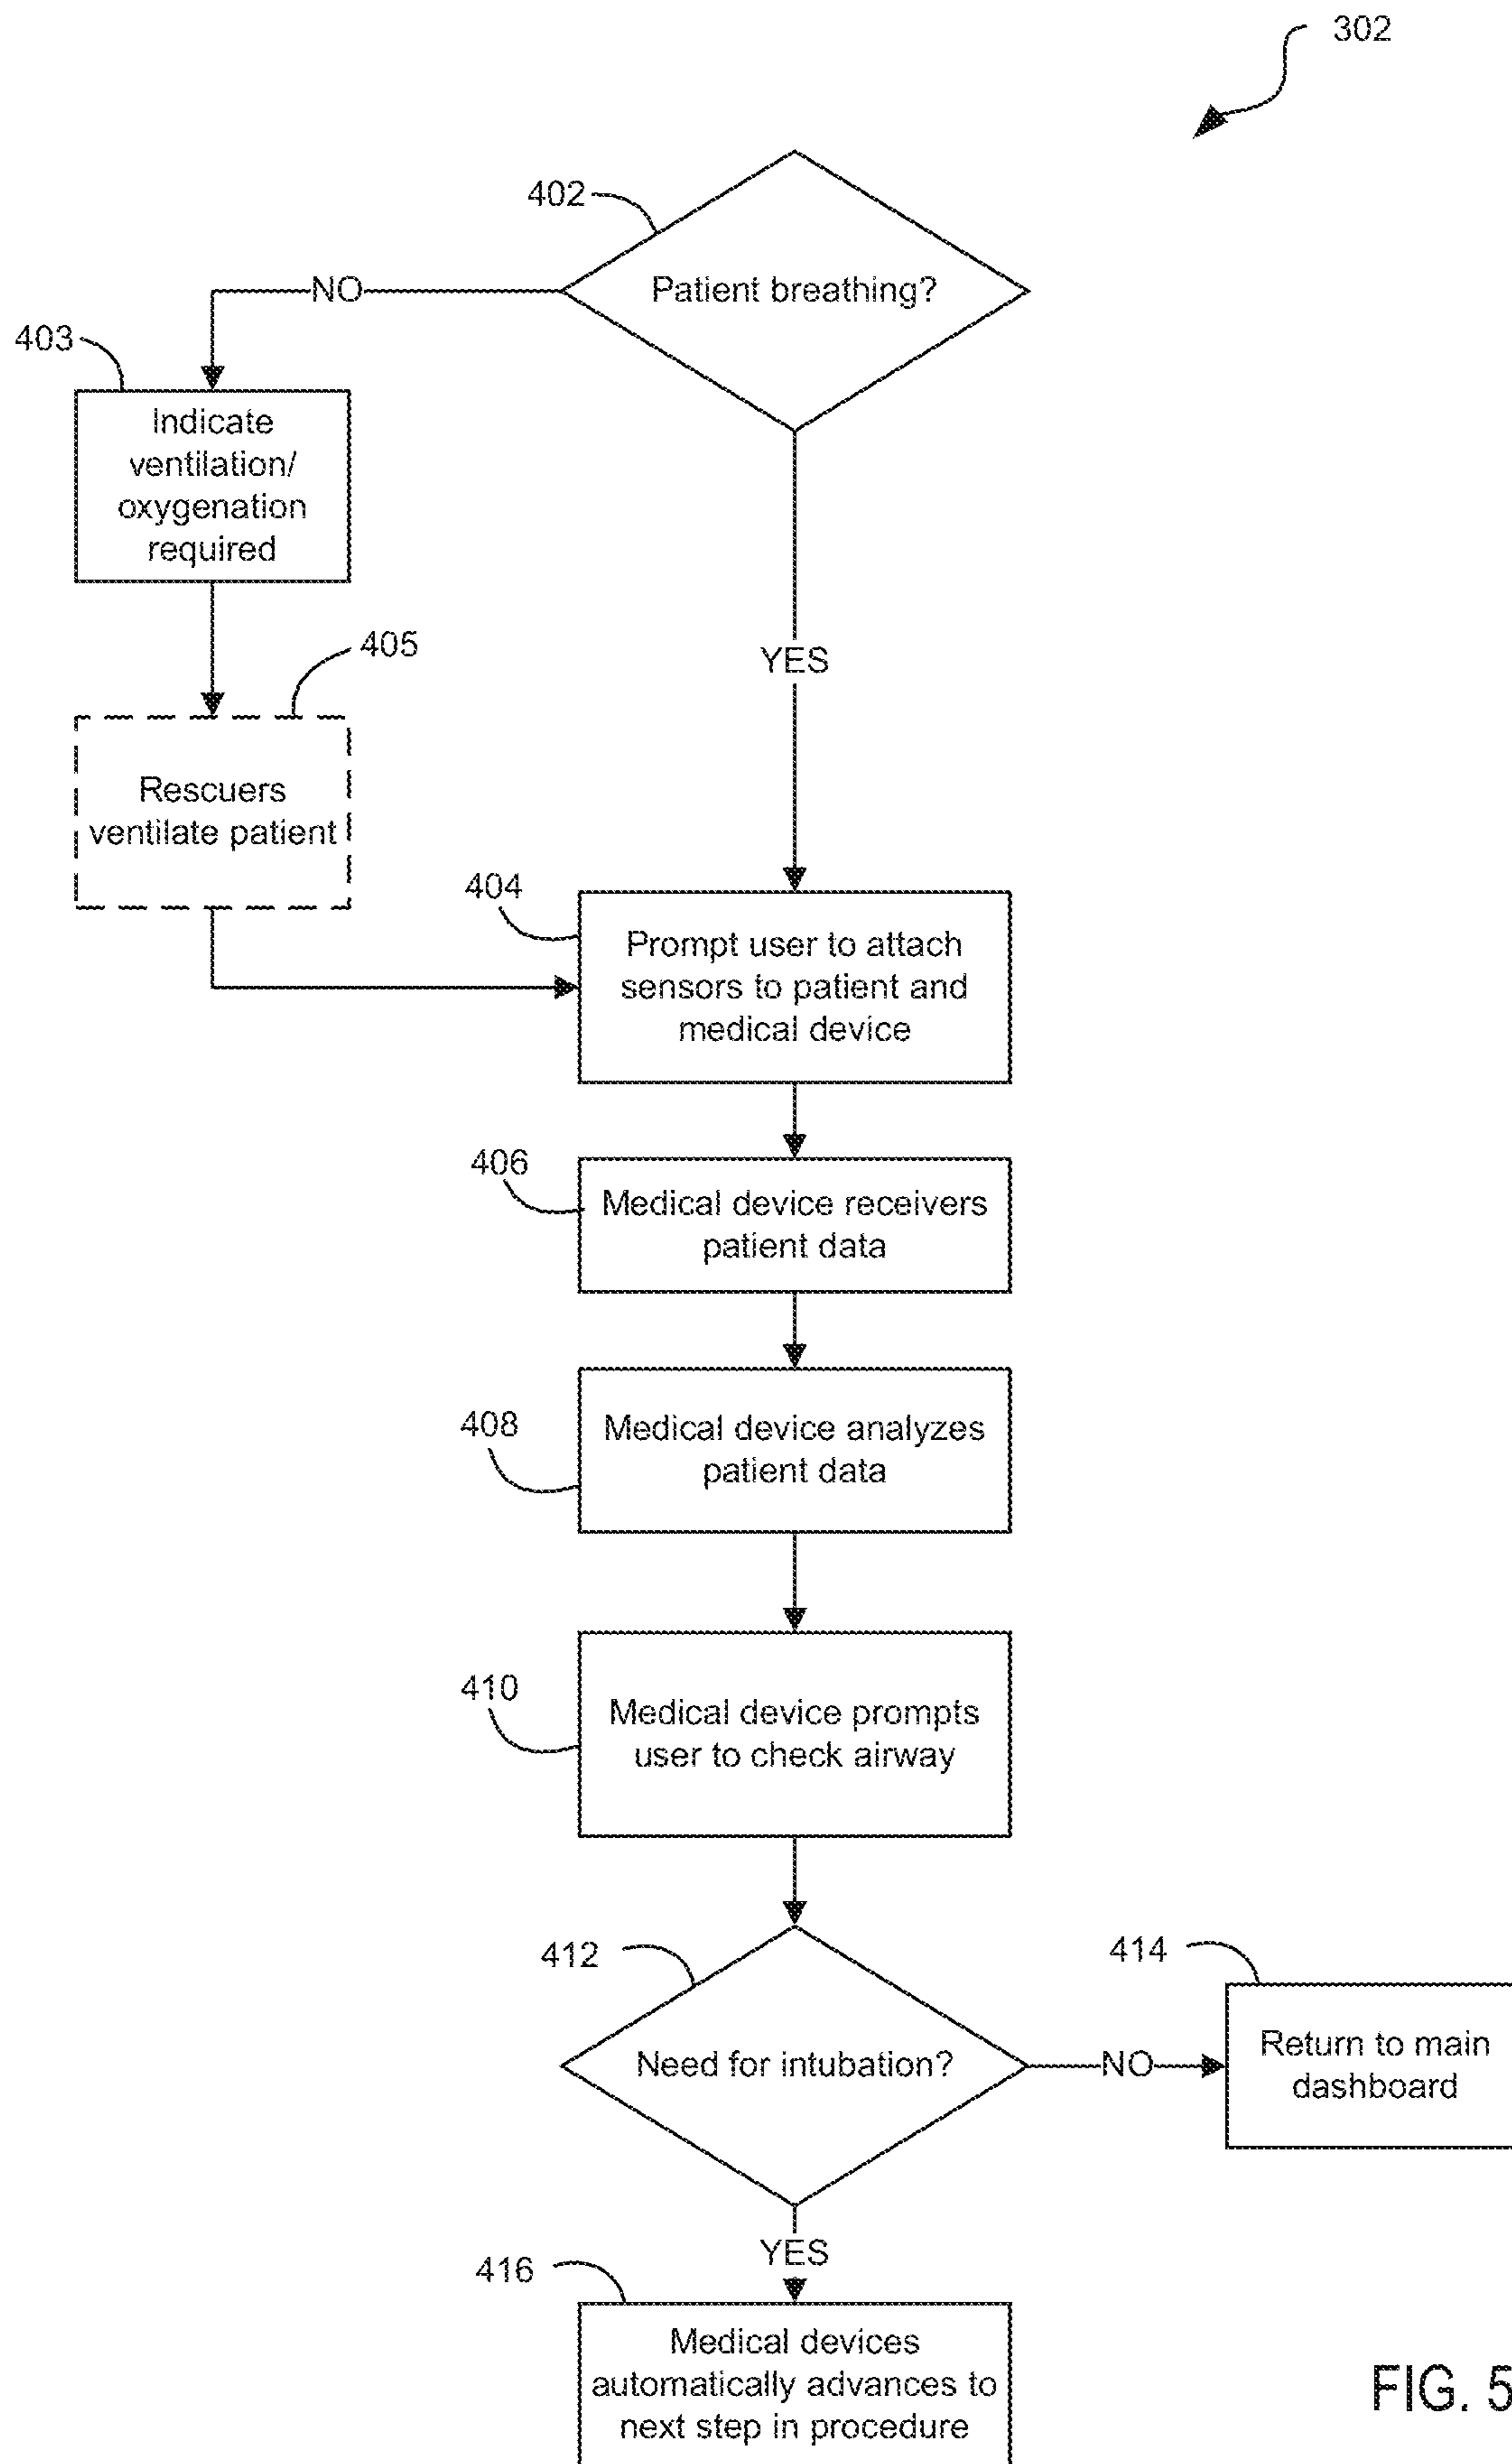 302
402
Patient breathing?
NO
403
Indicate
ventilation/
oxygenation
required
405
YES
Rescuers
ventilate patient
404
Prompt user to attach
sensors to patient and
medical device
406
Medical device receivers
patient data
408
Medical device analyzes
patient data
410
Medical device prompts
user to check airway
412
414
Need for intubation?
NO
Return to main
dashboard
YES
416
Medical devices
automatically advances to
next step in procedure
FIG. 5